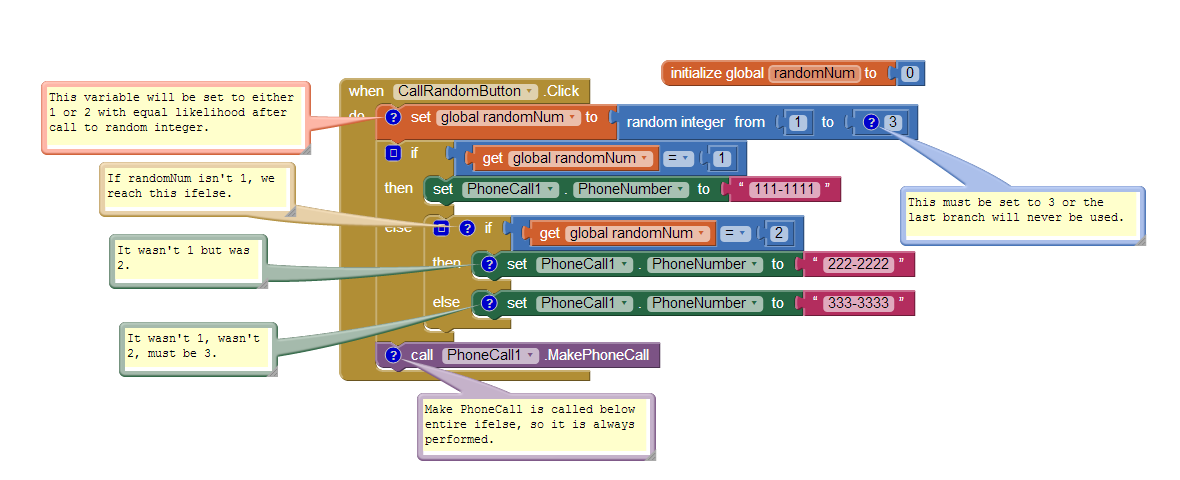 initialize global randomNum to 0
This variable will be set to either
1 or 2 with equal likelihood after
call to random integer.
when CallRandomButton .Click
do ? set global randomNum to random integer from 1 to ? 3
if get global randomNum = 1
then set PhoneCall1 . PhoneNumber to “ 111-1111 ”
If randomNum isn't 1, we
reach this ifelse.
This must be set to 3 or the
last branch will never be used.
else ? if get global randomNum = 2
It wasn't 1 but was
2.
then ? set PhoneCall1 . PhoneNumber to “ 222-2222 ”
else ? set PhoneCall1 . PhoneNumber to “ 333-3333 ”
It wasn't 1, wasn't
2, must be 3.
? call PhoneCall1 .MakePhoneCall
Make PhoneCall is called below
entire ifelse, so it is always
performed.